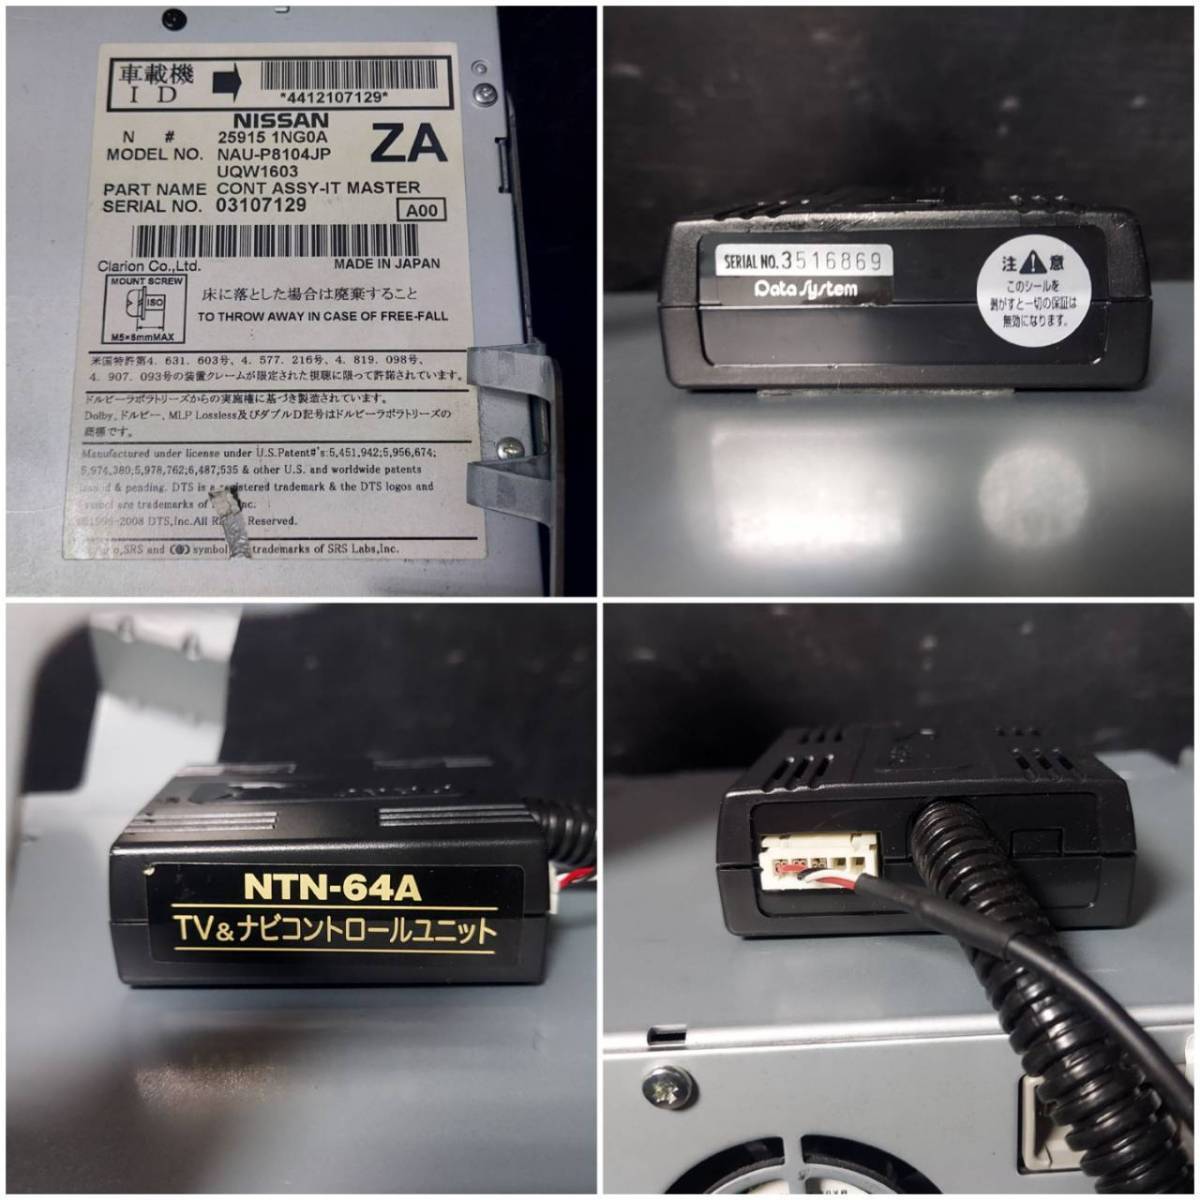 車載機
ID
*4412107129*
NISSAN
N # 25915 1NG0A
MODEL NO. NAU-P8104JP
UQW1603
ZA
PART NAME CONT ASSY-IT MASTER
SERIAL NO. 03107129
A00
Clarion Co.,Ltd.
MADE IN JAPAN
MOUNT SCREW
ISO
M5×8mmMAX
床に落とした場合は廃棄すること
TO THROW AWAY IN CASE OF FREE-FALL
米国特許第4. 631. 603号、4. 577. 216号、4. 819. 098号、
4. 907. 093号の装置クレームが限定された視聴に限って許諾されています。
ドルビーラボラトリーズからの実施権に基づき製造されています。
Dolby、ドルビー、MLP Lossless及びダブルD記号はドルビーラボラトリーズの
商標です。
Manufactured under license under U.S.Patent#'s:5,451,942;5,956,674;
5,974,380;5,978,762;6,487,535 & other U.S. and worldwide patents
& pending. DTS is a registered trademark & the DTS logos and
are trademarks of Inc.
1996-2008 DTS,Inc.All Reserved.
SRS and symbol trademarks of SRS Labs,Inc.
SERIAL NO. 3516869
Data System
注 意
このシールを
剥がすと一切の保証は
無効になります。
NTN-64A
TV&ナビコントロールユニット